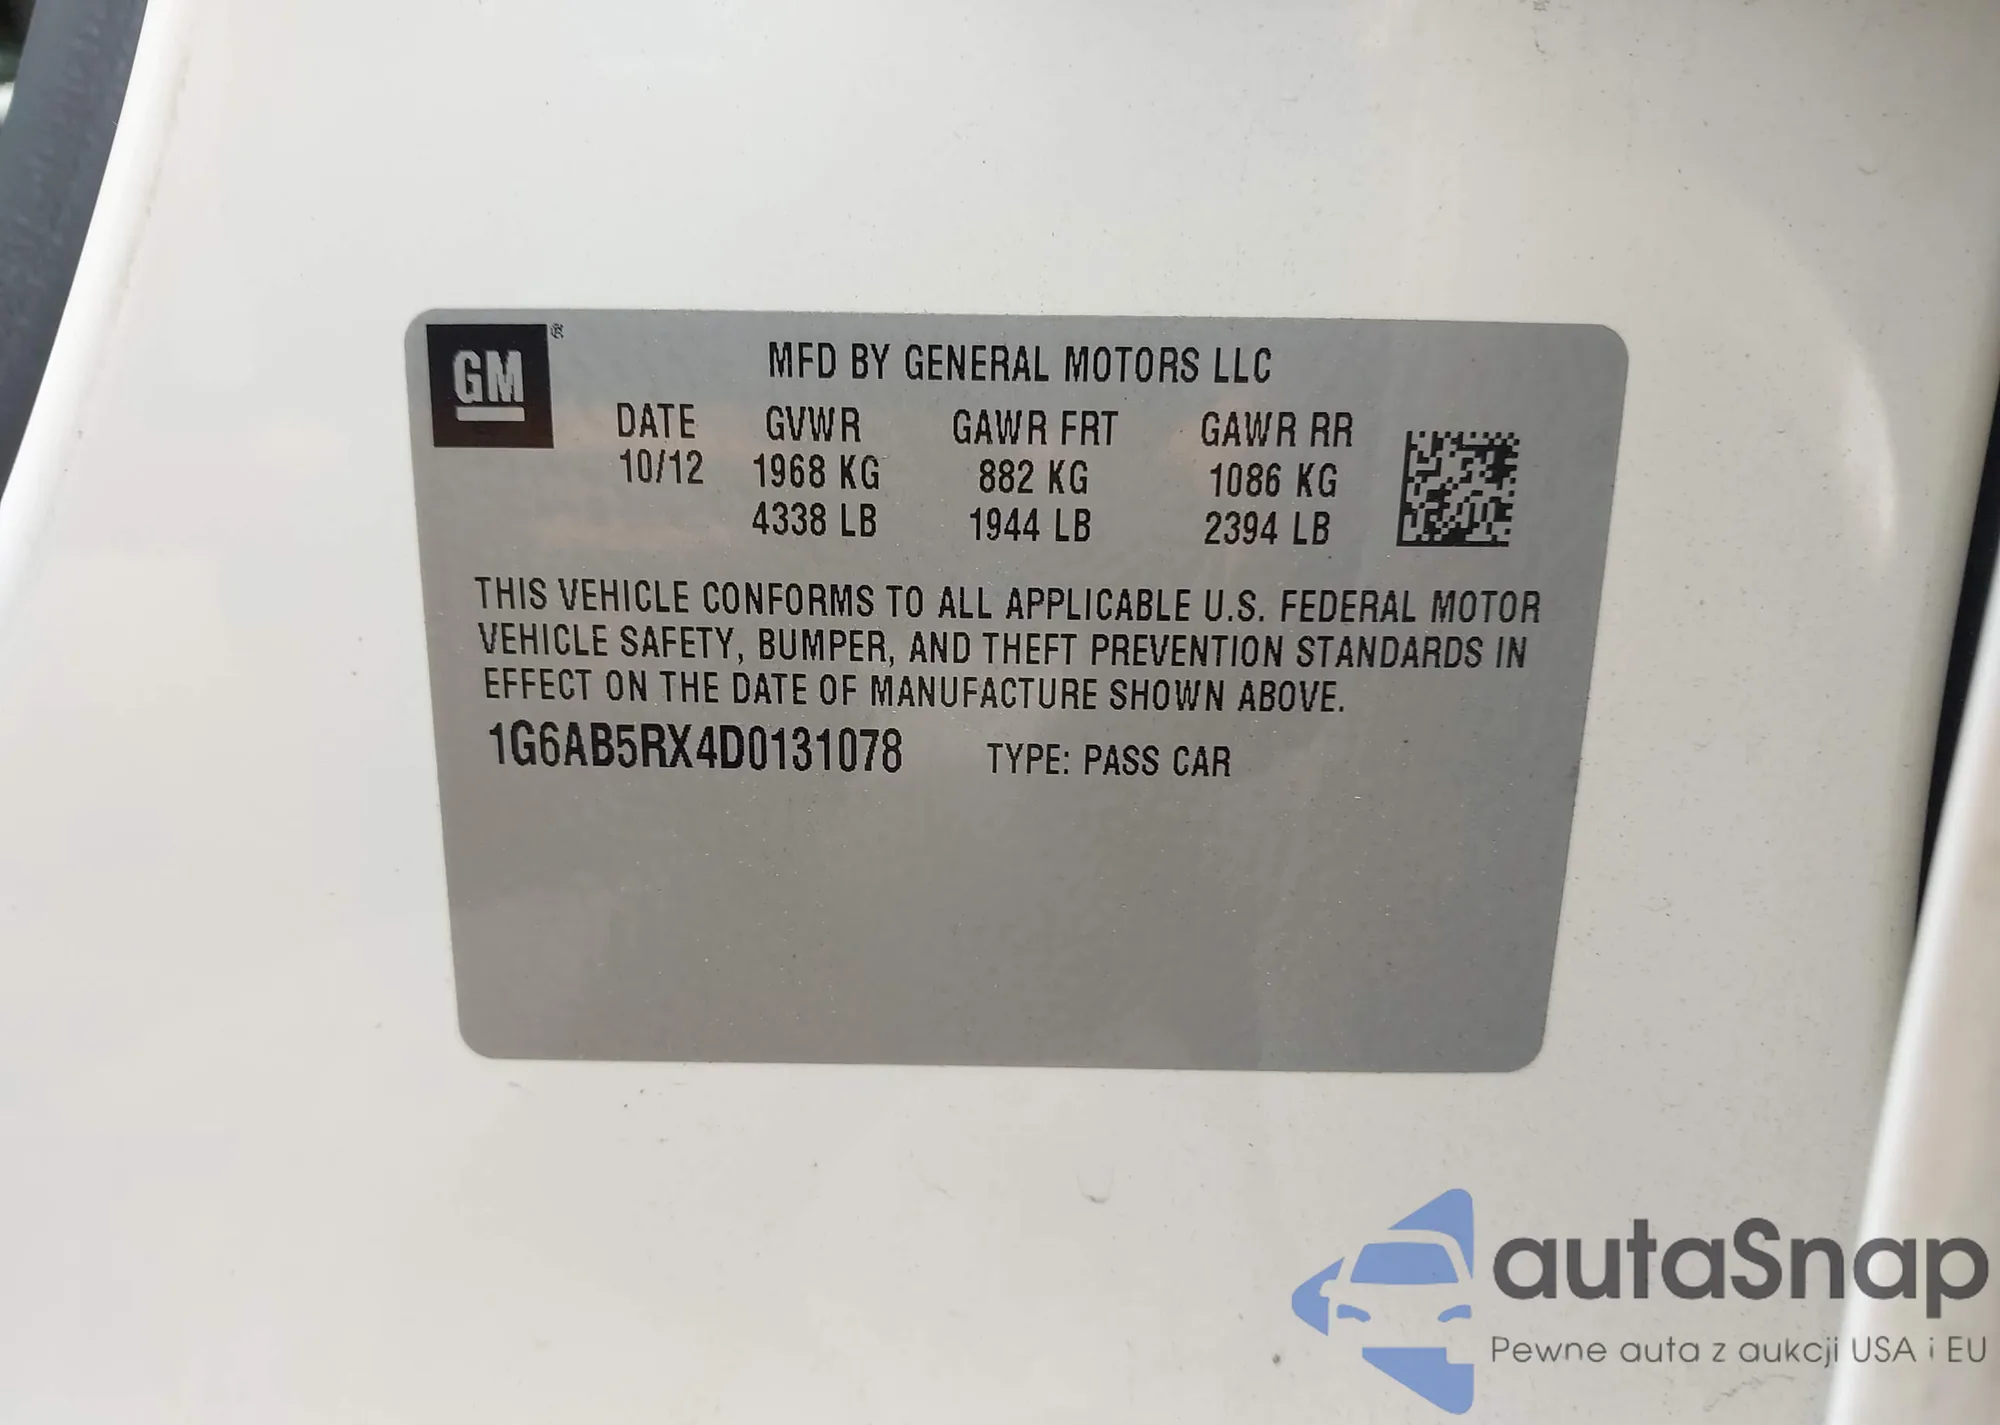 GM ®
MFD BY GENERAL MOTORS LLC
DATE GVWR GAWR FRT GAWR RR
10/12 1968 KG 882 KG 1086 KG
4338 LB 1944 LB 2394 LB
THIS VEHICLE CONFORMS TO ALL APPLICABLE U.S. FEDERAL MOTOR
VEHICLE SAFETY, BUMPER, AND THEFT PREVENTION STANDARDS IN
EFFECT ON THE DATE OF MANUFACTURE SHOWN ABOVE.
1G6AB5RX4D0131078 TYPE: PASS CAR
autaSnap
Pewne auta z aukcji USA i EU